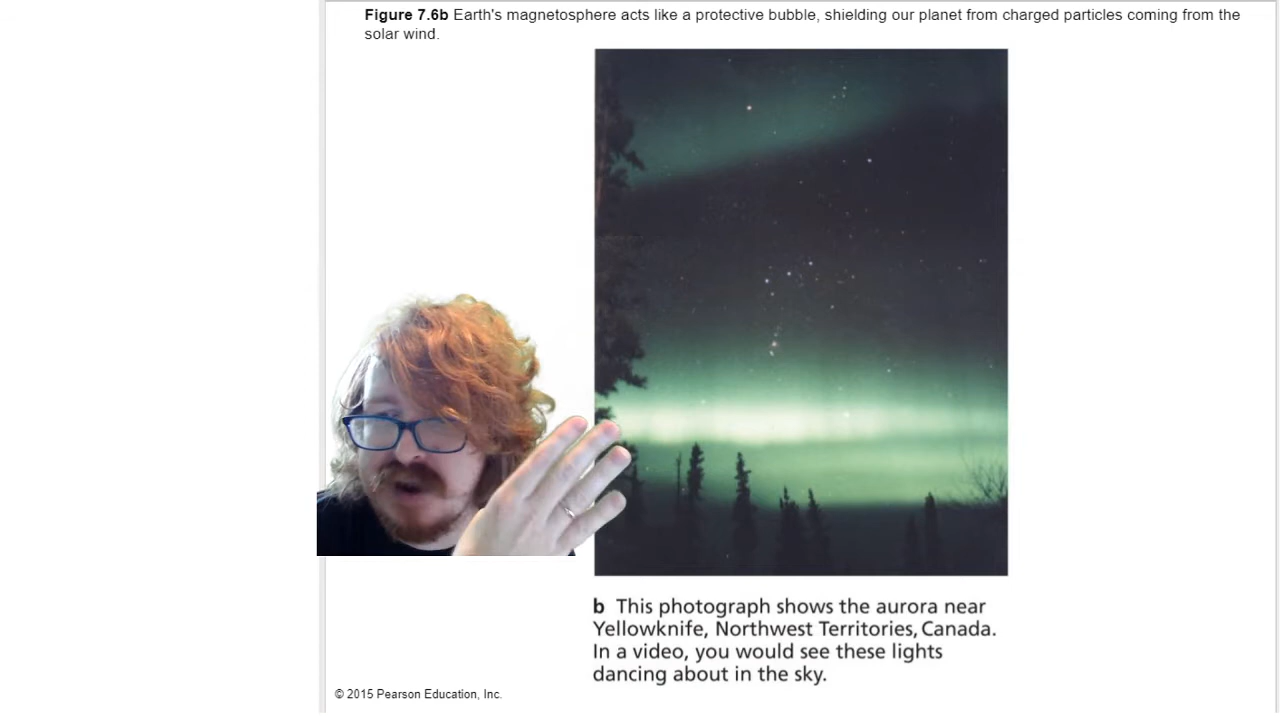 Figure 7.6b Earth's magnetosphere acts like a protective bubble, shielding our planet from charged particles coming from the
solar wind.
b This photograph shows the aurora near
Yellowknife, Northwest Territories, Canada.
In a video, you would see these lights
dancing about in the sky.
© 2015 Pearson Education, Inc.